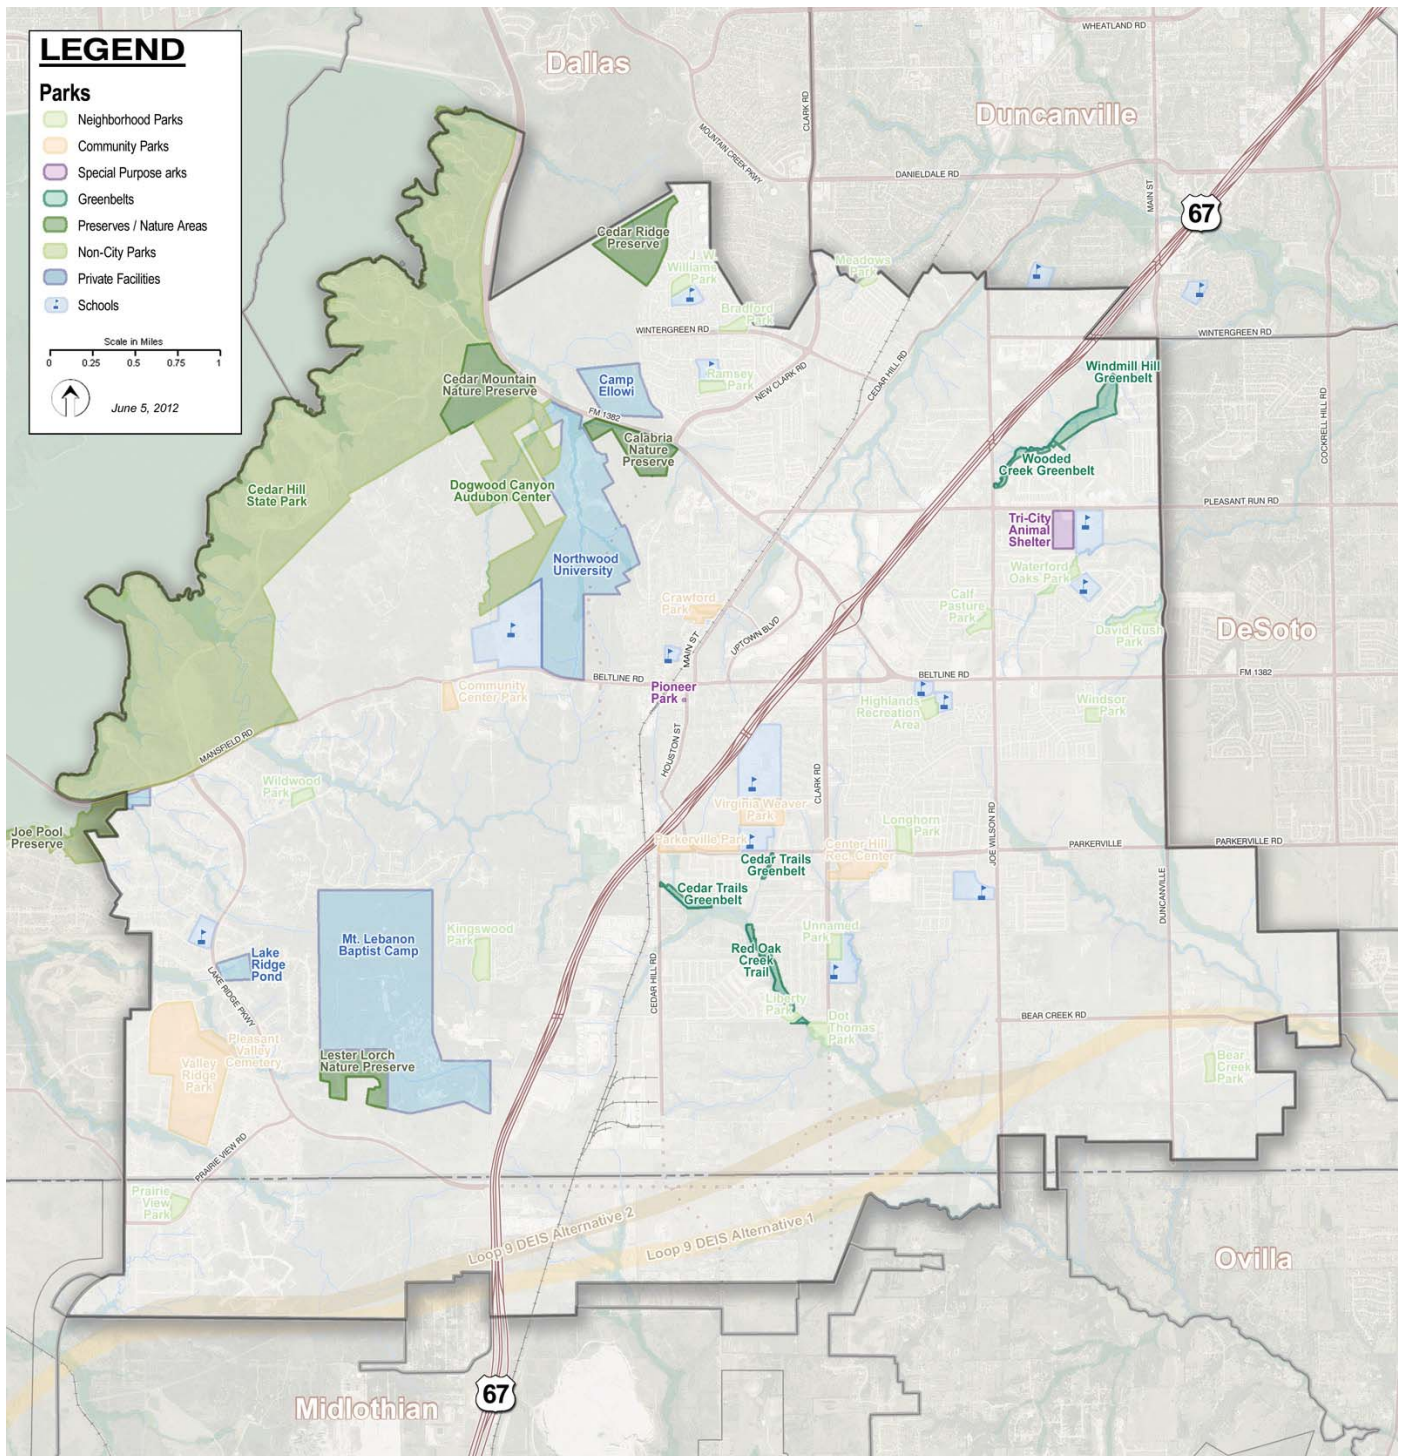 LEGEND
Parks
Neighborhood Parks
Community Parks
Special Purpose arks
Greenbelts
Preserves / Nature Areas
Non-City Parks
Private Facilities
Schools
Scale in Miles
0 0.25 0.5 0.75 1
June 5, 2012
Dallas
WHEATLAND RD
CLARK RD
Duncanville
MOUNTAIN CREEK PKWY
DANIELDALE RD
MAIN ST
67
Cedar Ridge
Preserve
J. W.
Williams
Park
Meadows
Park
Bradford
Park
WINTERGREEN RD
WINTERGREEN RD
Cedar Mountain
Nature Preserve
Camp
Ellowi
Ramsey
Park
NEW CLARK RD
CEDAR HILL RD
Windmill Hill
Greenbelt
COCKRELL HILL RD
FM 1382
Calabria
Nature
Preserve
Wooded
Creek Greenbelt
Cedar Hill
State Park
Dogwood Canyon
Audubon Center
PLEASANT RUN RD
Tri-City
Animal
Shelter
Northwood
University
Waterford
Oaks Park
Crawford
Park
Calf
Pasture
Park
David Rush
Park
DeSoto
UPTOWN BLVD
MAIN ST
BELTLINE RD
BELTLINE RD
FM 1382
Community
Center Park
Pioneer
Park
Highlands
Recreation
Area
Windsor
Park
MANSFIELD RD
HOUSTON ST
Wildwood
Park
CLARK RD
Virginia Weaver
Park
Longhorn
Park
JOE WILSON RD
Joe Pool
Preserve
Parkerville Park
Center Hill
Rec. Center
PARKERVILLE
PARKERVILLE RD
Cedar Trails
Greenbelt
Cedar Trails
Greenbelt
DUNCANVILLE
Mt. Lebanon
Baptist Camp
Kingswood
Park
Unnamed
Park
Lake
Ridge
Pond
Red Oak
Creek
Trail
LAKE RIDGE PKWY
CEDAR HILL RD
Liberty
Park
Dot
Thomas
Park
BEAR CREEK RD
Pleasant
Valley
Cemetery
Valley
Ridge
Park
Lester Lorch
Nature Preserve
Bear
Creek
Park
PRAIRIE VIEW RD
Prairie
View
Park
Loop 9 DEIS Alternative 2
Loop 9 DEIS Alternative 1
Ovilla
67
Midlothian